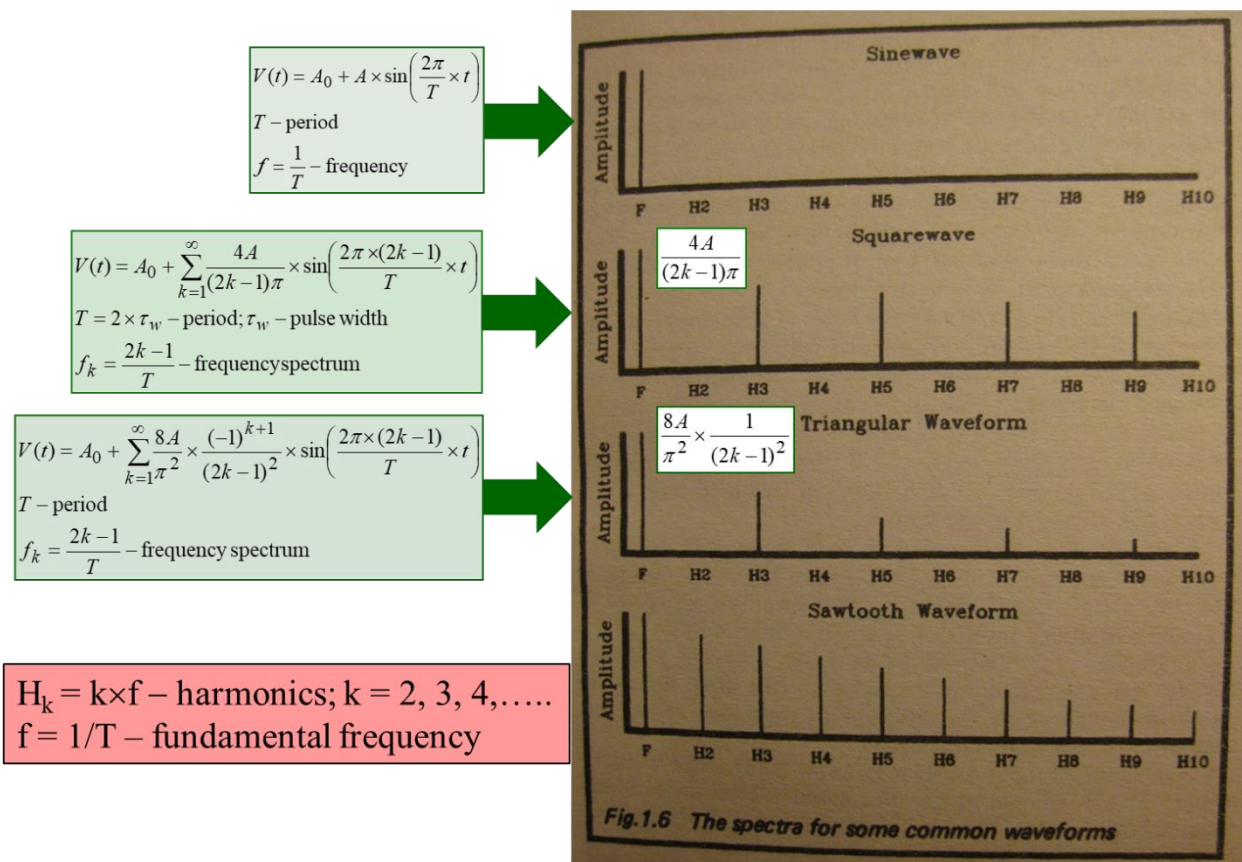 V(t) = A₀ + A × sin(2π/T × t)
T – period
f = 1/T – frequency
V(t) = A₀ + ∑_{k=1}^{∞} 4A/((2k−1)π) × sin(2π×(2k−1)/T × t)
T = 2 × τ_w – period; τ_w – pulse width
f_k = (2k−1)/T – frequency spectrum
V(t) = A₀ + ∑_{k=1}^{∞} 8A/π² × (−1)^{k+1}/(2k−1)² × sin(2π×(2k−1)/T × t)
T – period
f_k = (2k−1)/T – frequency spectrum
H_k = k×f – harmonics; k = 2, 3, 4,.....
f = 1/T – fundamental frequency
Sinewave
Amplitude
F H2 H3 H4 H5 H6 H7 H8 H9 H10
Squarewave
4A/((2k−1)π)
Amplitude
F H2 H3 H4 H5 H6 H7 H8 H9 H10
Triangular Waveform
8A/π² × 1/(2k−1)²
Amplitude
F H2 H3 H4 H5 H6 H7 H8 H9 H10
Sawtooth Waveform
Amplitude
F H2 H3 H4 H5 H6 H7 H8 H9 H10
Fig.1.6 The spectra for some common waveforms